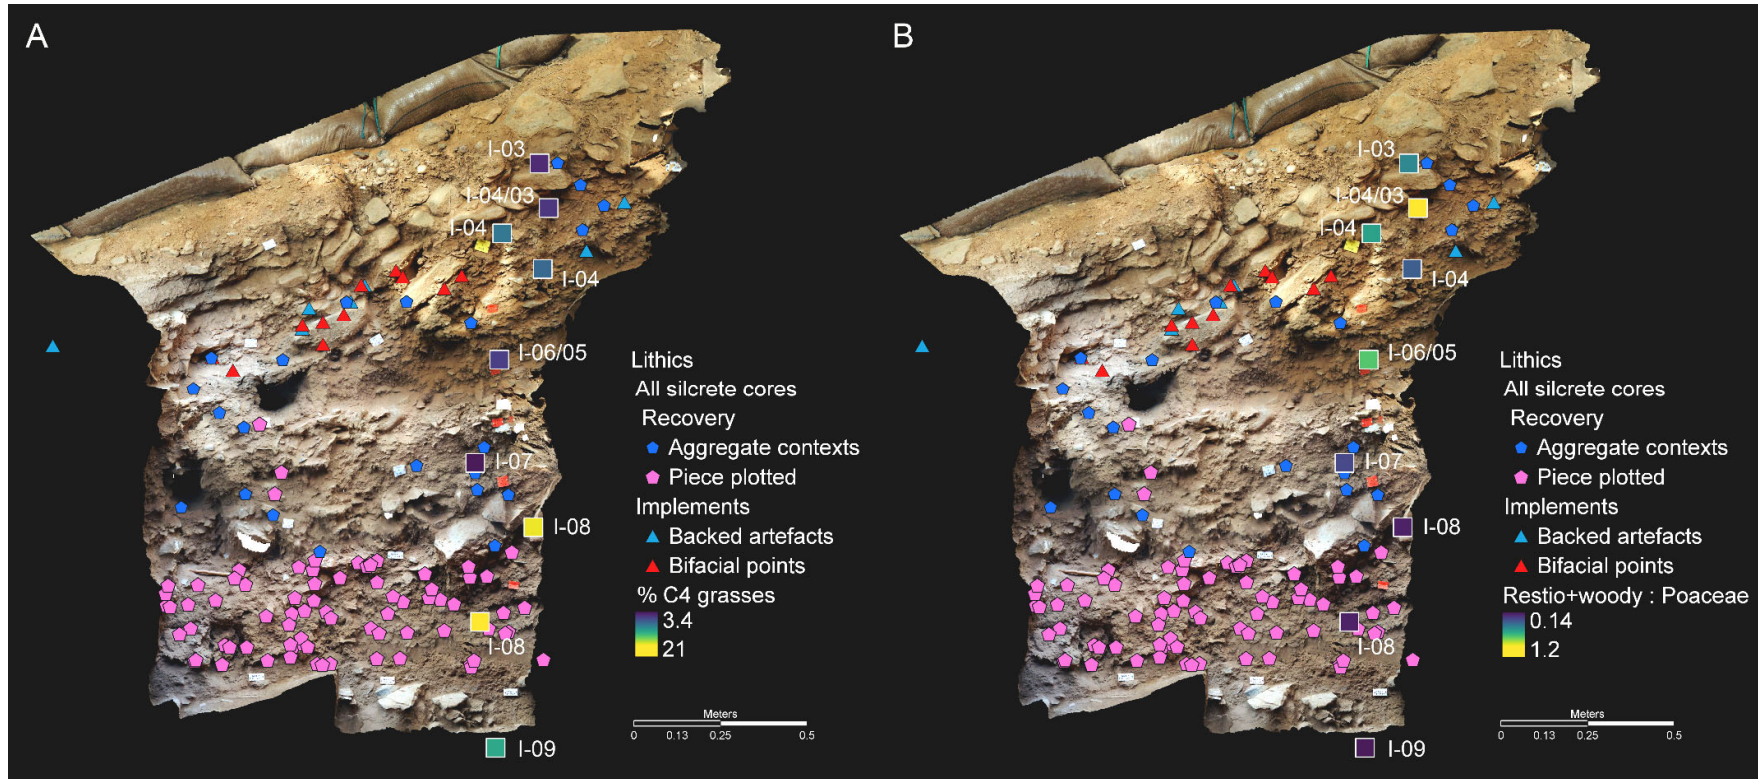 A
I-03
I-04/03
I-04
I-04
I-06/05
I-07
I-08
I-08
I-09
Lithics
All silcrete cores
Recovery
Aggregate contexts
Piece plotted
Implements
Backed artefacts
Bifacial points
% C4 grasses
3.4
21
Meters
0 0.13 0.25 0.5
B
I-03
I-04/03
I-04
I-04
I-06/05
I-07
I-08
I-08
I-09
Lithics
All silcrete cores
Recovery
Aggregate contexts
Piece plotted
Implements
Backed artefacts
Bifacial points
Restio+woody : Poaceae
0.14
1.2
Meters
0 0.13 0.25 0.5